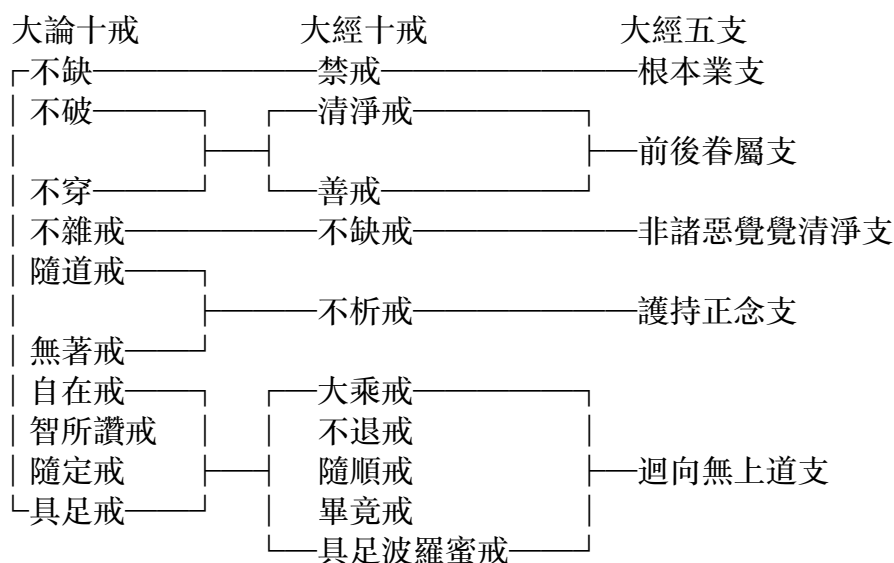 大論十戒 大經十戒 大經五支
不缺 禁戒 根本業支
不破 清淨戒
前後眷屬支
不穿 善戒
不雜戒 不缺戒 非諸惡覺覺清淨支
隨道戒
不析戒 護持正念支
無著戒
自在戒 大乘戒
智所讚戒 不退戒
隨定戒 隨順戒 迴向無上道支
具足戒 畢竟戒
具足波羅蜜戒